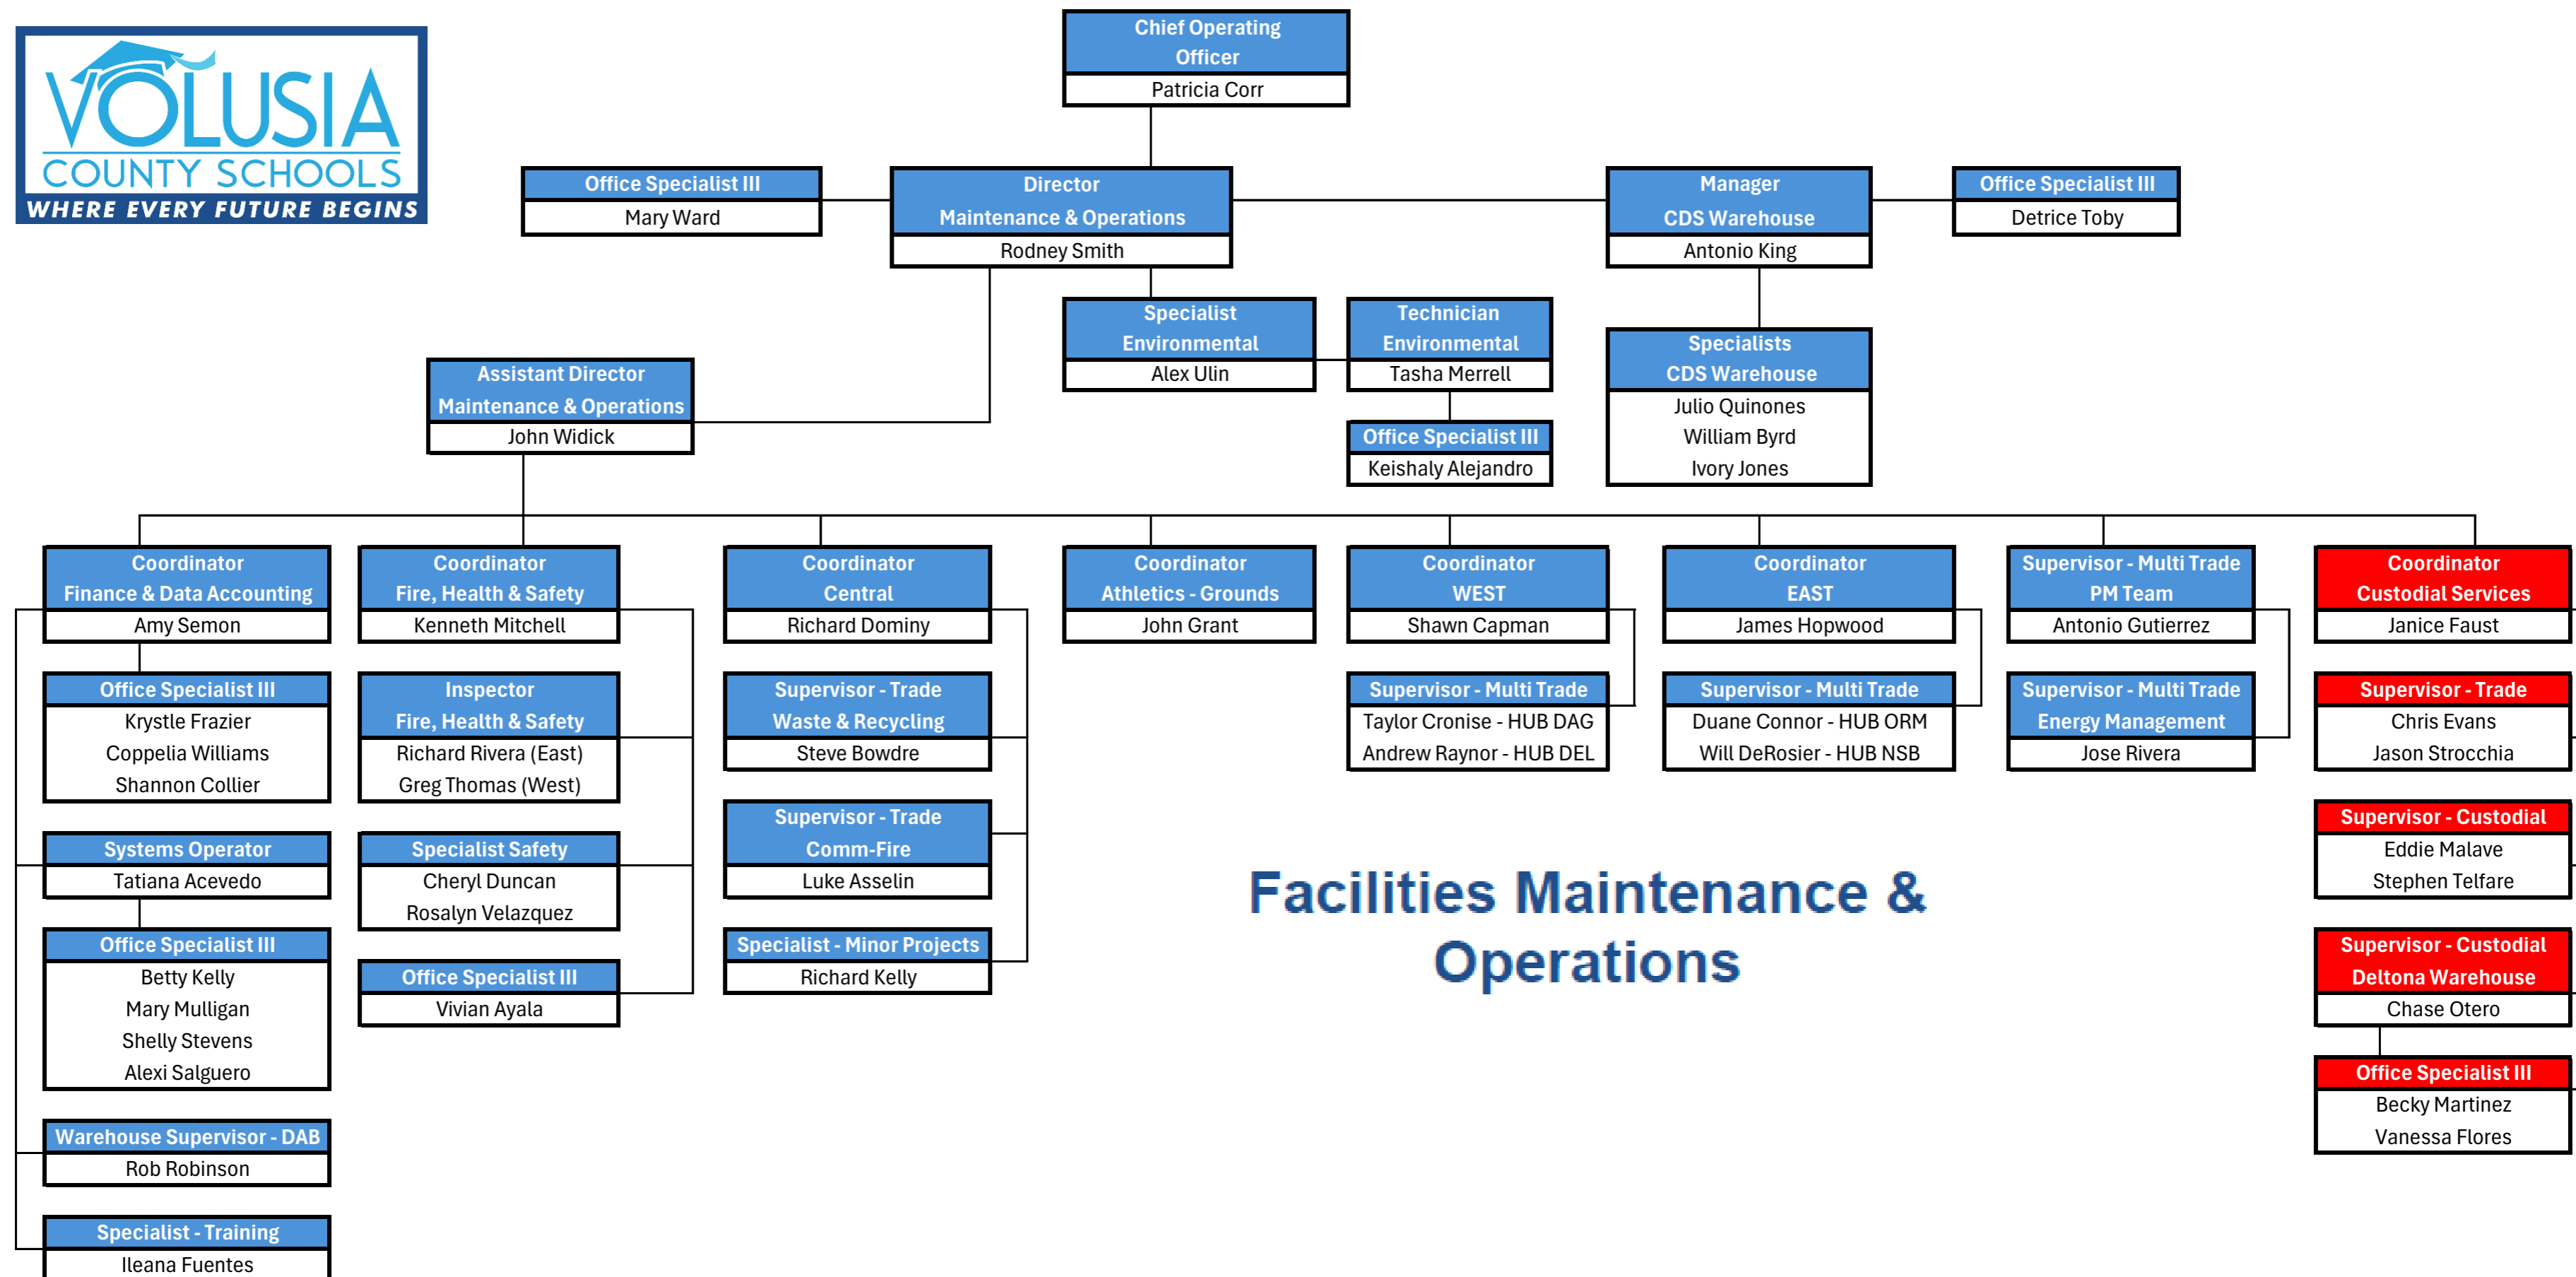 VOLUSIA
COUNTY SCHOOLS
WHERE EVERY FUTURE BEGINS
Chief Operating
Officer
Patricia Corr
Office Specialist III
Mary Ward
Director
Maintenance & Operations
Rodney Smith
Manager
CDS Warehouse
Antonio King
Office Specialist III
Detrice Toby
Specialist
Environmental
Alex Ulin
Technician
Environmental
Tasha Merrell
Office Specialist III
Keishaly Alejandro
Specialists
CDS Warehouse
Julio Quinones
William Byrd
Ivory Jones
Assistant Director
Maintenance & Operations
John Widick
Coordinator
Finance & Data Accounting
Amy Semon
Office Specialist III
Krystle Frazier
Coppelia Williams
Shannon Collier
Systems Operator
Tatiana Acevedo
Office Specialist III
Betty Kelly
Mary Mulligan
Shelly Stevens
Alexi Salguero
Warehouse Supervisor - DAB
Rob Robinson
Specialist - Training
Ileana Fuentes
Coordinator
Fire, Health & Safety
Kenneth Mitchell
Inspector
Fire, Health & Safety
Richard Rivera (East)
Greg Thomas (West)
Specialist Safety
Cheryl Duncan
Rosalyn Velazquez
Office Specialist III
Vivian Ayala
Coordinator
Central
Richard Dominy
Supervisor - Trade
Waste & Recycling
Steve Bowdre
Supervisor - Trade
Comm-Fire
Luke Asselin
Specialist - Minor Projects
Richard Kelly
Coordinator
Athletics - Grounds
John Grant
Coordinator
WEST
Shawn Capman
Supervisor - Multi Trade
Taylor Cronise - HUB DAG
Andrew Raynor - HUB DEL
Coordinator
EAST
James Hopwood
Supervisor - Multi Trade
Duane Connor - HUB ORM
Will DeRosier - HUB NSB
Supervisor - Multi Trade
PM Team
Antonio Gutierrez
Supervisor - Multi Trade
Energy Management
Jose Rivera
Coordinator
Custodial Services
Janice Faust
Supervisor - Trade
Chris Evans
Jason Strocchia
Supervisor - Custodial
Eddie Malave
Stephen Telfare
Supervisor - Custodial
Deltona Warehouse
Chase Otero
Office Specialist III
Becky Martinez
Vanessa Flores
Facilities Maintenance &
Operations